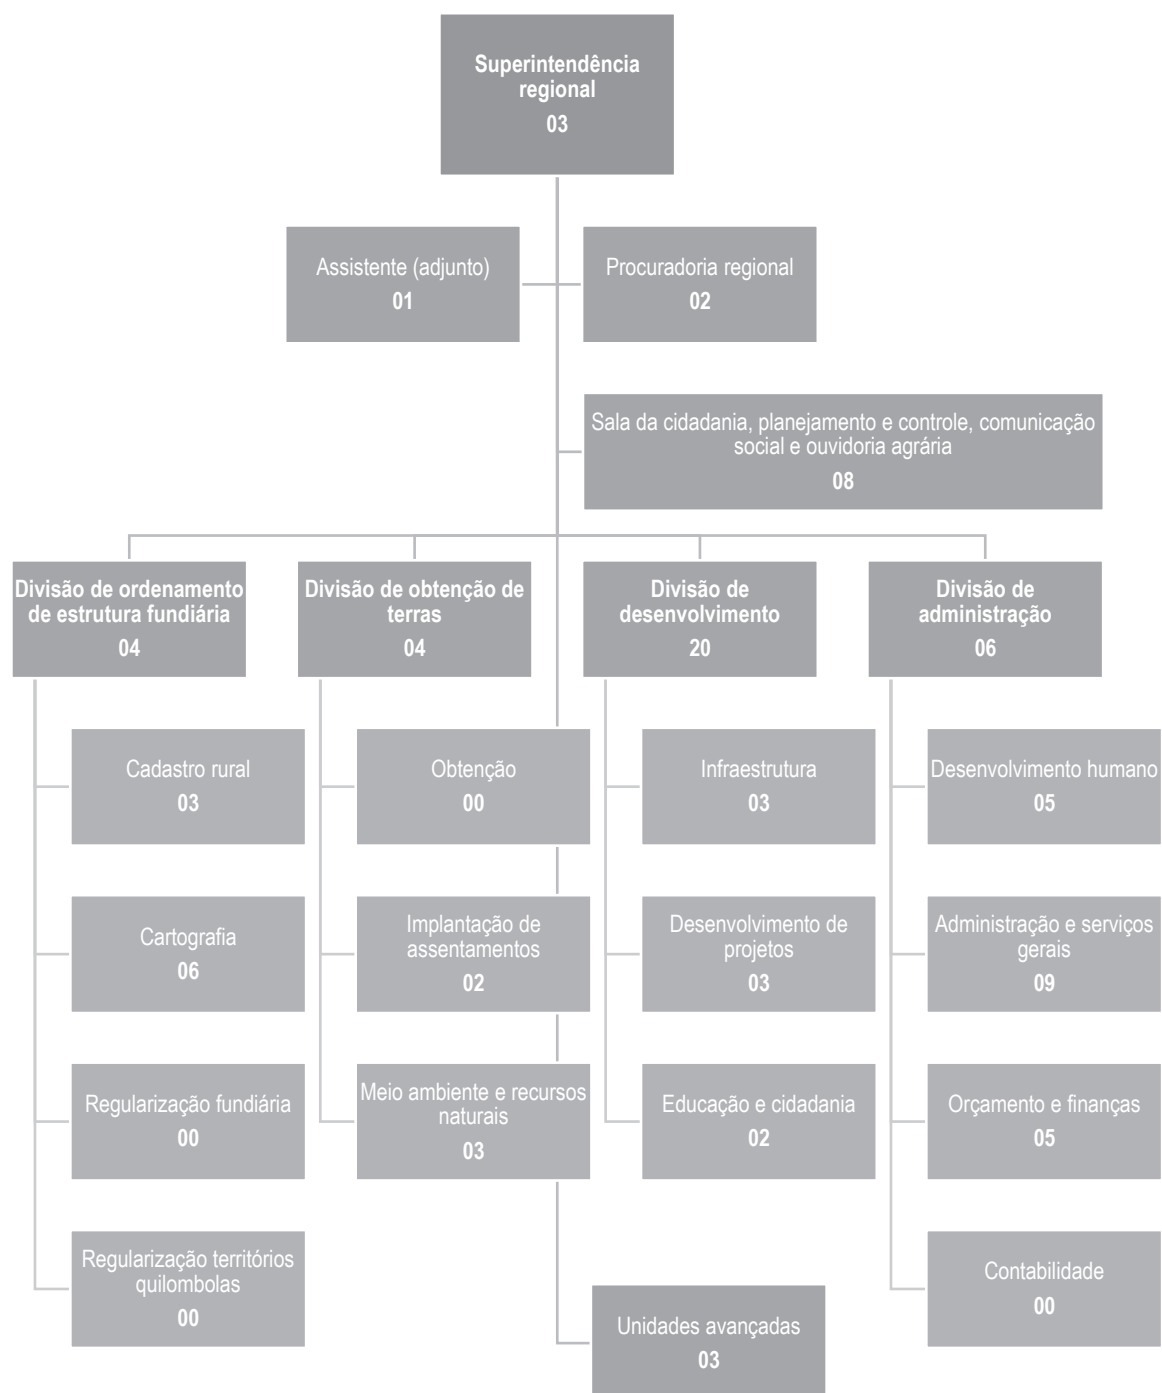 Superintendência
regional
03
Assistente (adjunto)
01
Procuradoria regional
02
Sala da cidadania, planejamento e controle, comunicação
social e ouvidoria agrária
08
Divisão de ordenamento
de estrutura fundiária
04
Cadastro rural
03
Cartografia
06
Regularização fundiária
00
Regularização territórios
quilombolas
00
Divisão de obtenção de
terras
04
Obtenção
00
Implantação de
assentamentos
02
Meio ambiente e recursos
naturais
03
Divisão de
desenvolvimento
20
Infraestrutura
03
Desenvolvimento de
projetos
03
Educação e cidadania
02
Divisão de
administração
06
Desenvolvimento humano
05
Administração e serviços
gerais
09
Orçamento e finanças
05
Contabilidade
00
Unidades avançadas
03